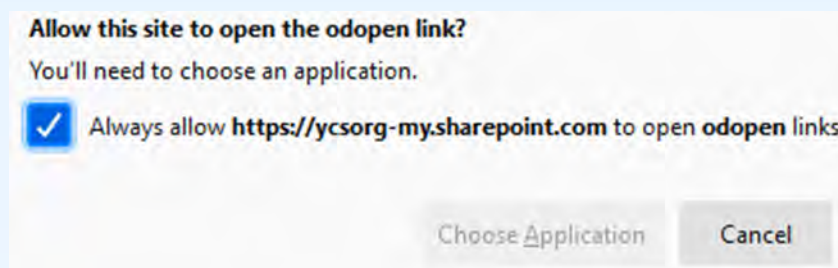 Allow this site to open the odopen link?
You'll need to choose an application.
Always allow https://ycsorg-my.sharepoint.com to open odopen links
Choose Application
Cancel